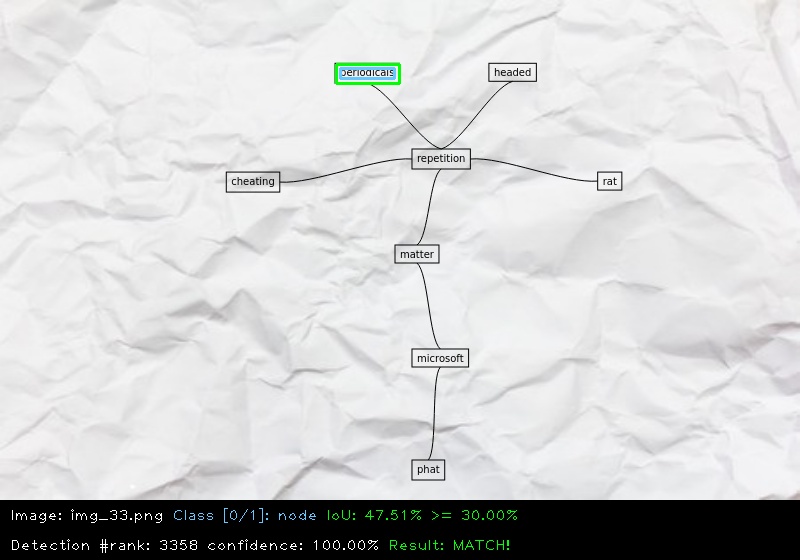 periodicals
headed
repetition
cheating
rat
matter
microsoft
phat
Image: img_33.png Class [0/1]: node IoU: 47.51% >= 30.00%
Detection #rank: 3358 confidence: 100.00% Result: MATCH!